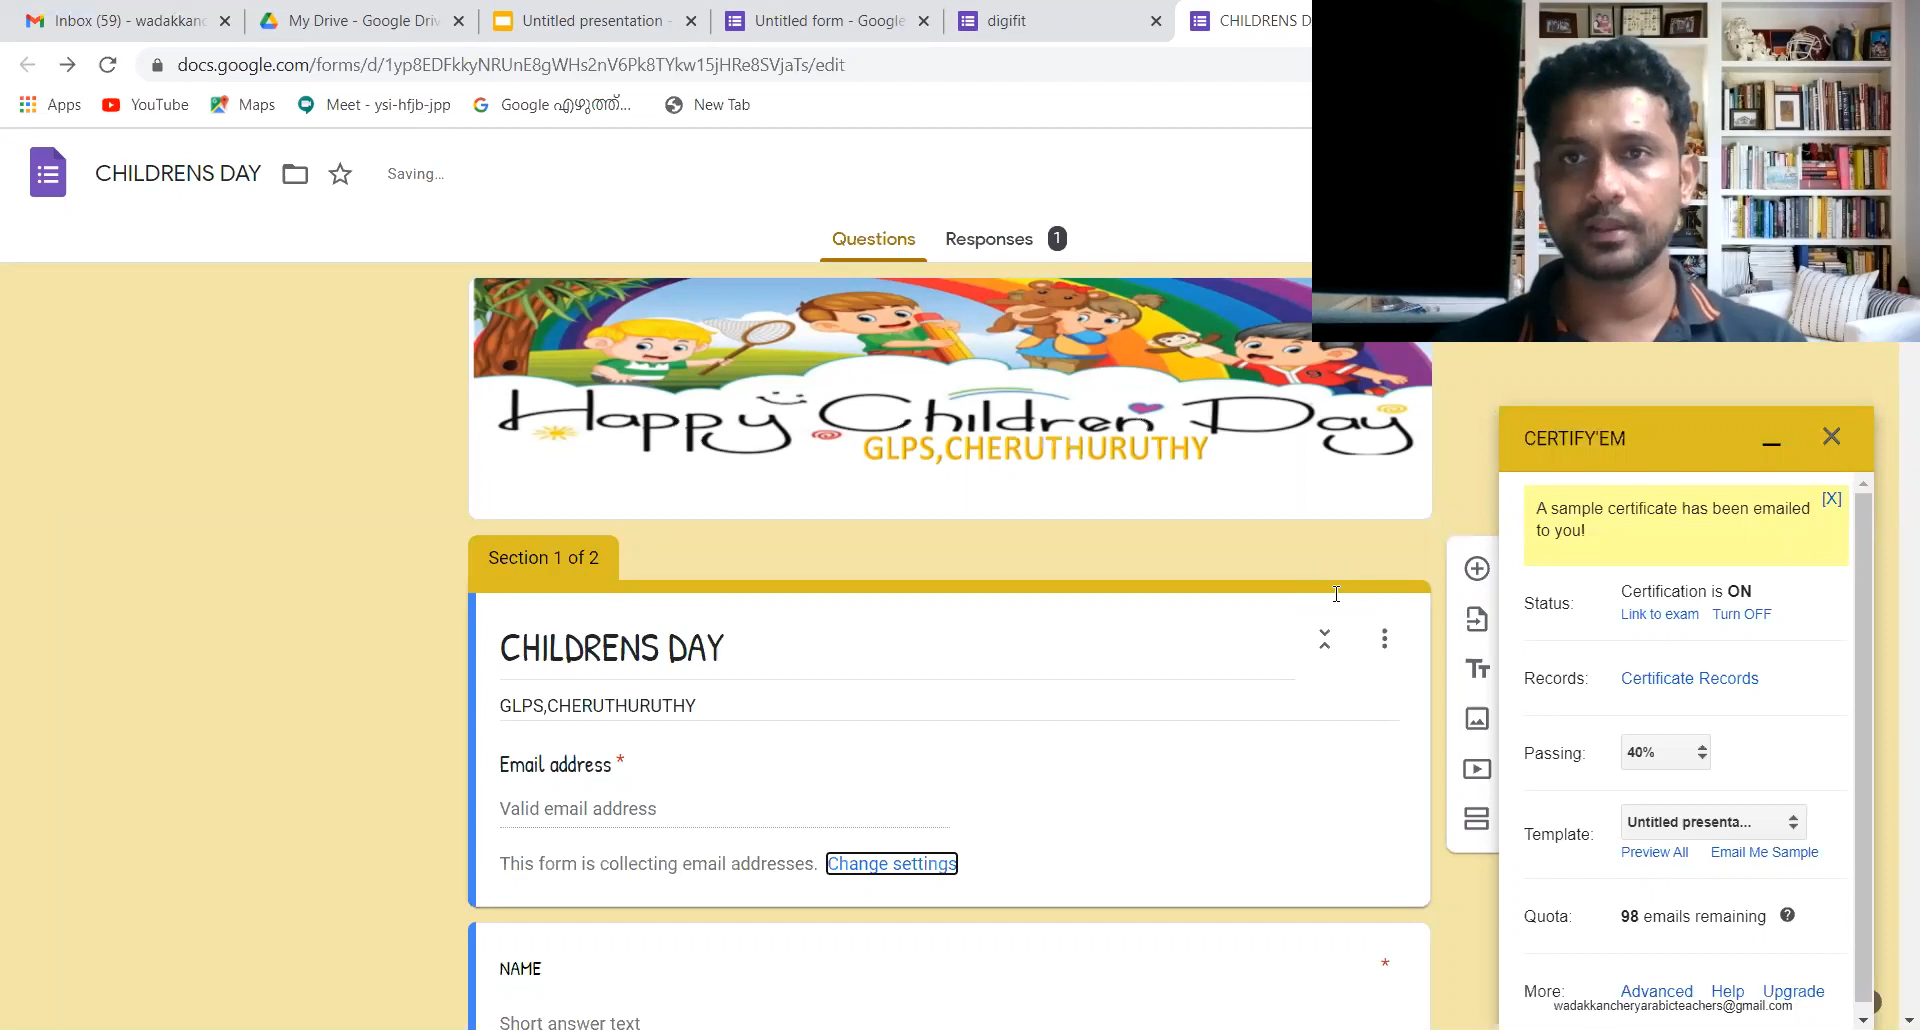 Inbox (59) - wadakkanc
My Drive - Google Driv
Untitled presentation -
Untitled form - Google
digifit
CHILDRENS D
docs.google.com/forms/d/1yp8EDFkkyNRUnE8gWHs2nV6Pk8TYkw15jHRe8SVjaTs/edit
Apps
YouTube
Maps
Meet - ysi-hfjb-jpp
Google എഴുത്ത്...
New Tab
CHILDRENS DAY
Saving...
Questions
Responses 1
Happy Children Day
GLPS,CHERUTHURUTHY
Section 1 of 2
CHILDRENS DAY
GLPS,CHERUTHURUTHY
Email address *
Valid email address
This form is collecting email addresses. Change settings
NAME *
Short answer text
CERTIFY'EM
A sample certificate has been emailed [X]
to you!
Status: Certification is ON
Link to exam Turn OFF
Records: Certificate Records
Passing: 40%
Template: Untitled presenta...
Preview All Email Me Sample
Quota: 98 emails remaining
More: Advanced Help Upgrade
wadakkancheryarabicteachers@gmail.com